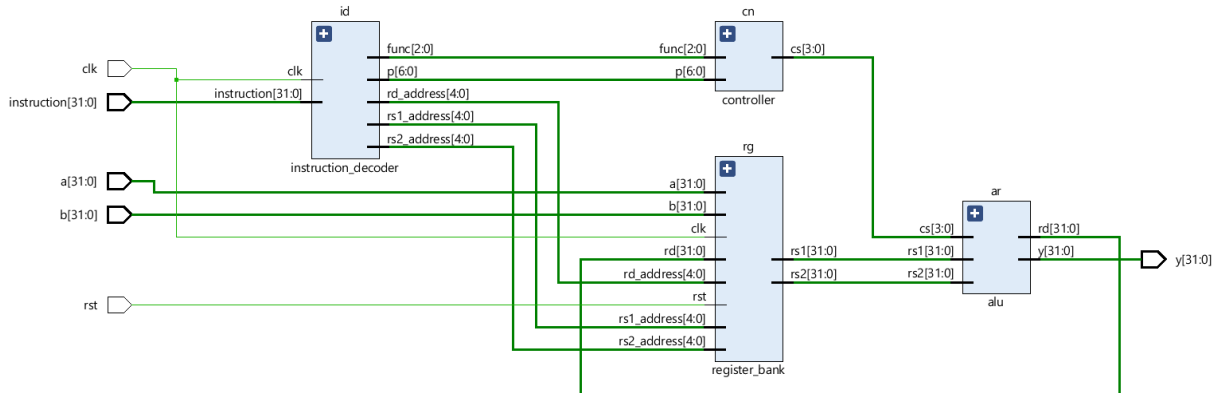 id
cn
func[2:0]
func[2:0]
cs[3:0]
clk
clk
p[6:0]
p[6:0]
instruction[31:0]
instruction[31:0]
rd_address[4:0]
controller
rs1_address[4:0]
rs2_address[4:0]
rg
instruction_decoder
a[31:0]
a[31:0]
ar
b[31:0]
b[31:0]
clk
cs[3:0]
rd[31:0]
rd[31:0]
rs1[31:0]
rs1[31:0]
y[31:0]
y[31:0]
rd_address[4:0]
rs2[31:0]
rs2[31:0]
rst
rst
alu
rs1_address[4:0]
rs2_address[4:0]
register_bank